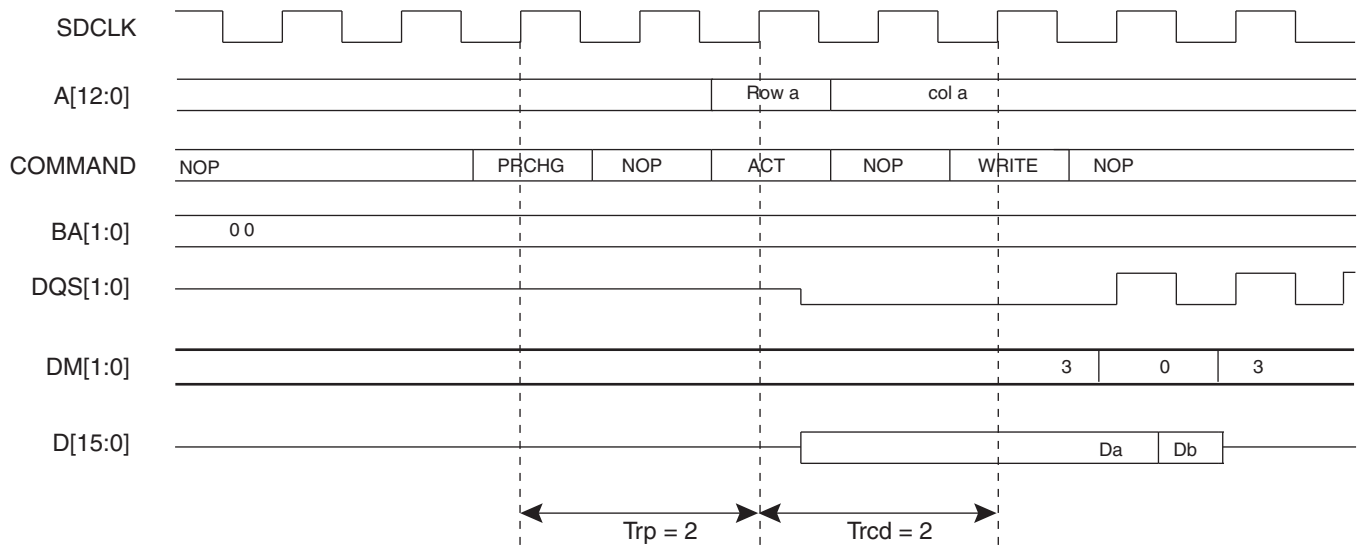 SDCLK
A[12:0] Row a col a
COMMAND NOP PRCHG NOP ACT NOP WRITE NOP
BA[1:0] 0 0
DQS[1:0]
DM[1:0] 3 0 3
D[15:0] Da Db
Trp = 2 Trcd = 2